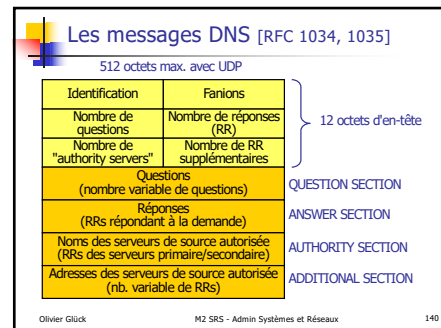 Les messages DNS [RFC 1034, 1035]
512 octets max. avec UDP
Identification
Fanions
Nombre de
questions
Nombre de réponses
(RR)
Nombre de
"authority servers"
Nombre de RR
supplémentaires
12 octets d'en-tête
Questions
(nombre variable de questions)
QUESTION SECTION
Réponses
(RRs répondant à la demande)
ANSWER SECTION
Noms des serveurs de source autorisée
(RRs des serveurs primaire/secondaire)
AUTHORITY SECTION
Adresses des serveurs de source autorisée
(nb. variable de RRs)
ADDITIONAL SECTION
Olivier Glück
M2 SRS - Admin Systèmes et Réseaux
140